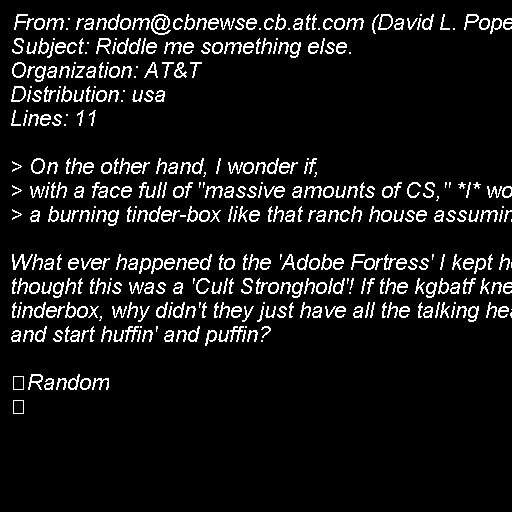 From: random@cbnewse.cb.att.com (David L. Pope
Subject: Riddle me something else.
Organization: AT&T
Distribution: usa
Lines: 11

> On the other hand, I wonder if,
> with a face full of "massive amounts of CS," *I* wo
> a burning tinder-box like that ranch house assumin

What ever happened to the 'Adobe Fortress' I kept h
thought this was a 'Cult Stronghold'! If the kgbatf kne
tinderbox, why didn't they just have all the talking hea
and start huffin' and puffin?

Random